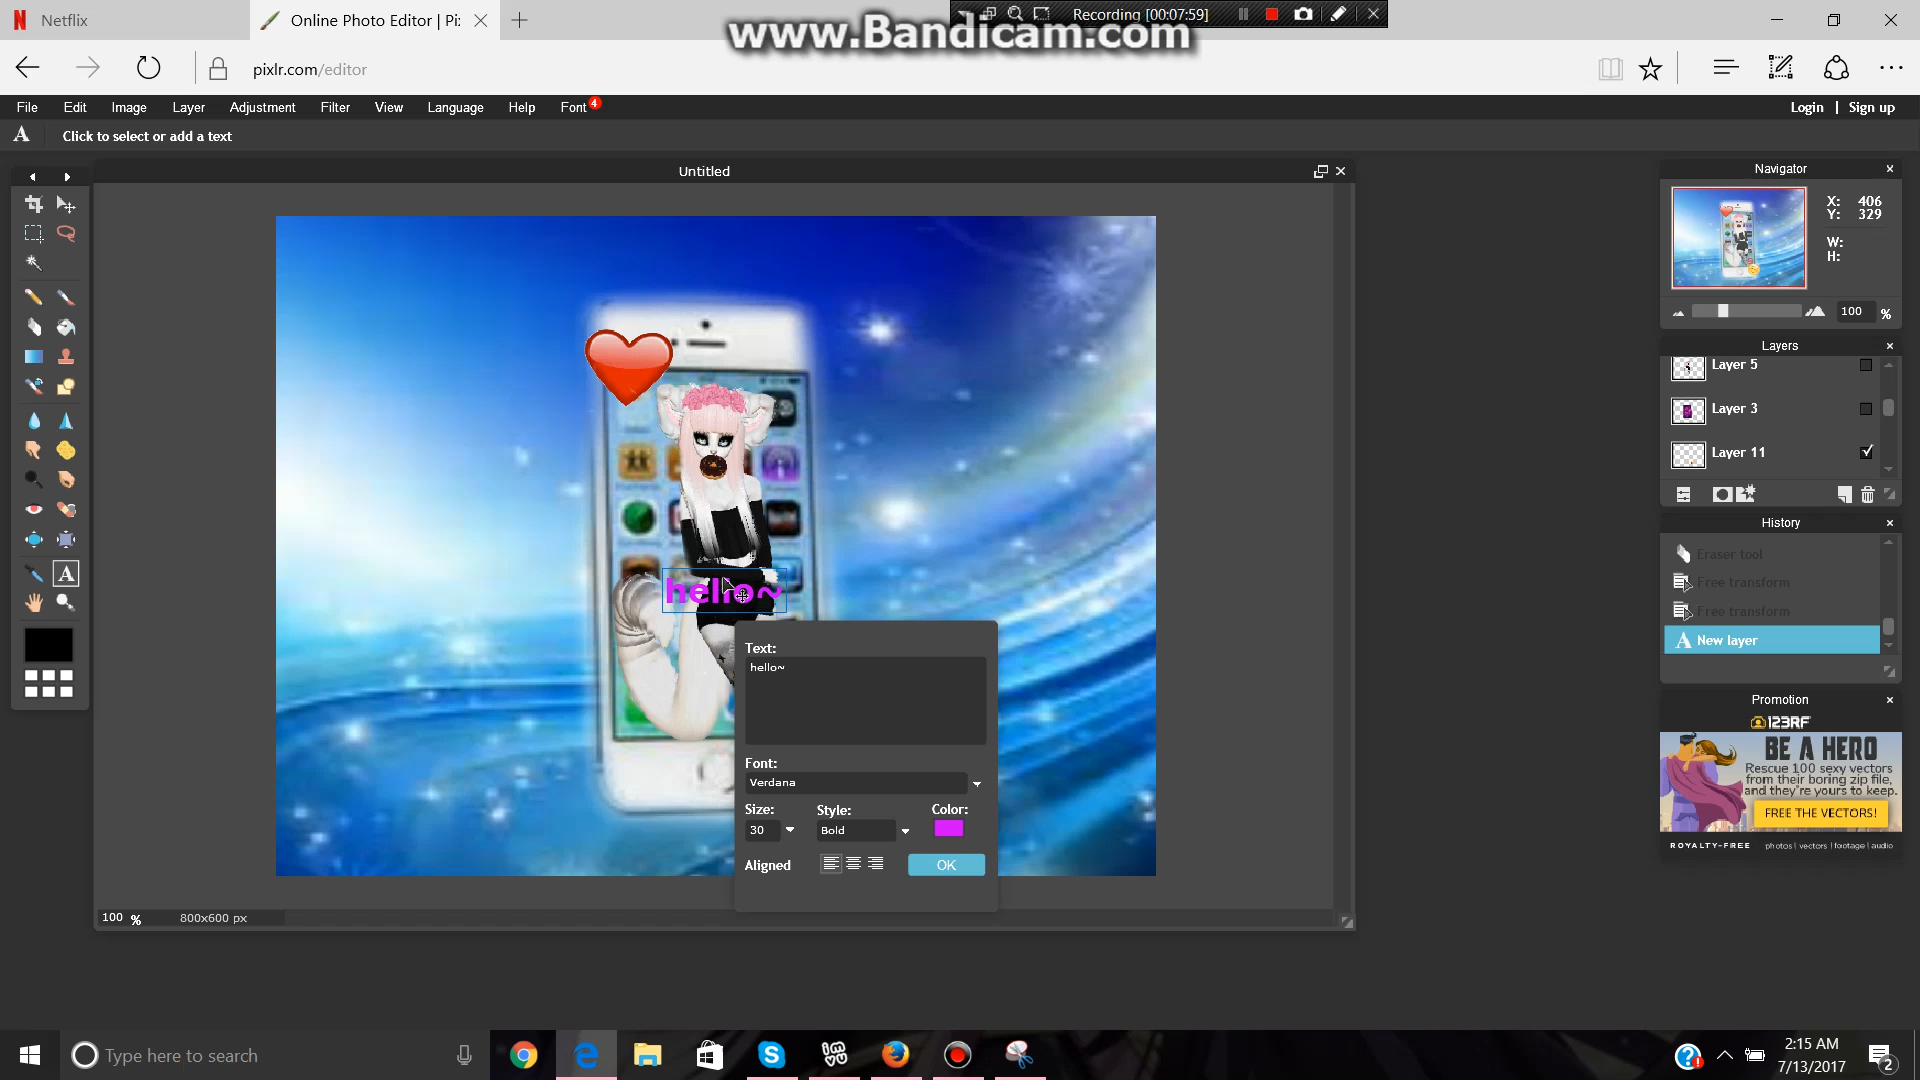 Netflix
Online Photo Editor | Pi:
Recording [00:07:59]
www.Bandicam.com
pixlr.com/editor
File Edit Image Layer Adjustment Filter View Language Help Font 4
Login | Sign up
A Click to select or add a text
Untitled
hello~
Text:
hello~
Font:
Verdana
Size: Style: Color:
30 Bold
Aligned OK
100 % 800x600 px
Navigator
X: 406
Y: 329
W:
H:
100 %
Layers
Layer 5
Layer 3
Layer 11
History
Eraser tool
Free transform
Free transform
A New layer
Promotion
123RF
BE A HERO
Rescue 100 sexy vectors
from their boring zip file,
and they're yours to keep.
FREE THE VECTORS!
ROYALTY-FREE photos | vectors | footage | audio
Type here to search
2:15 AM
7/13/2017
2